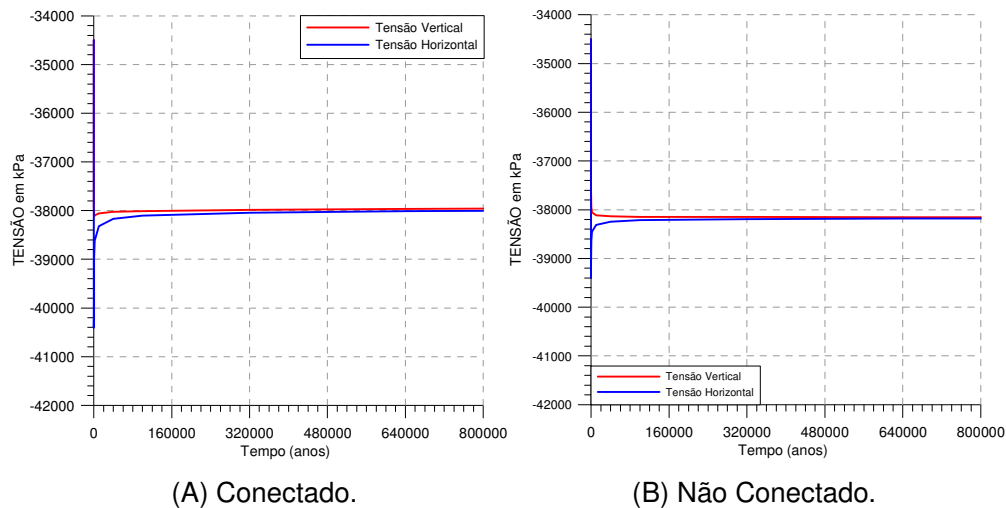 -34000
-35000
-36000
-37000
-38000
-39000
-40000
-41000
-42000
TENSÃO em kPa
Tensão Vertical
Tensão Horizontal
0 160000 320000 480000 640000 800000
Tempo (anos)
(A) Conectado.
-34000
-35000
-36000
-37000
-38000
-39000
-40000
-41000
-42000
TENSÃO em kPa
Tensão Vertical
Tensão Horizontal
0 160000 320000 480000 640000 800000
Tempo (anos)
(B) Não Conectado.